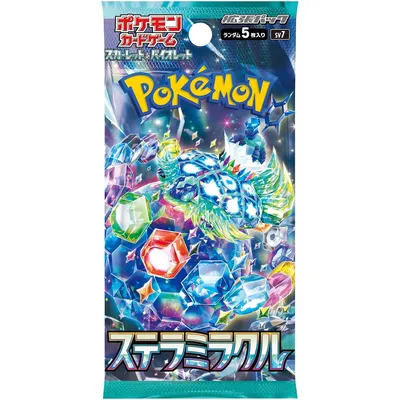 ポケモン
カードゲーム
スカーレット&バイオレット
拡張パック
ランダム5枚入り
SV7
POKéMON
ステラミラクル